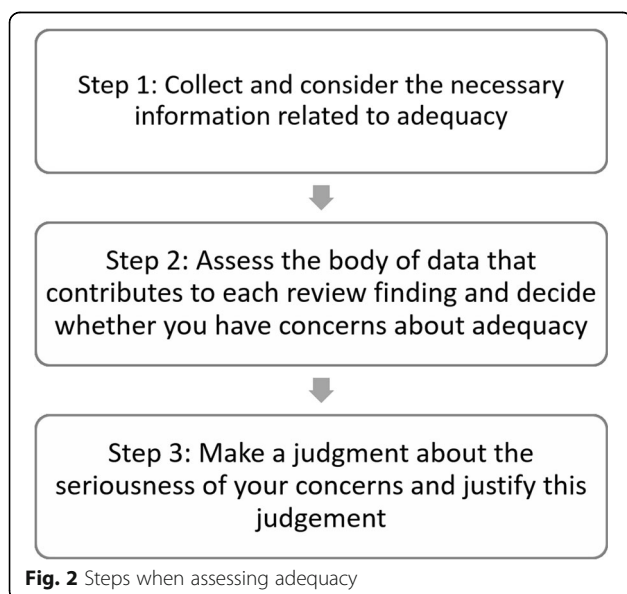 Step 1: Collect and consider the necessary
information related to adequacy
Step 2: Assess the body of data that
contributes to each review finding and decide
whether you have concerns about adequacy
Step 3: Make a judgment about the
seriousness of your concerns and justify this
judgement
Fig. 2 Steps when assessing adequacy